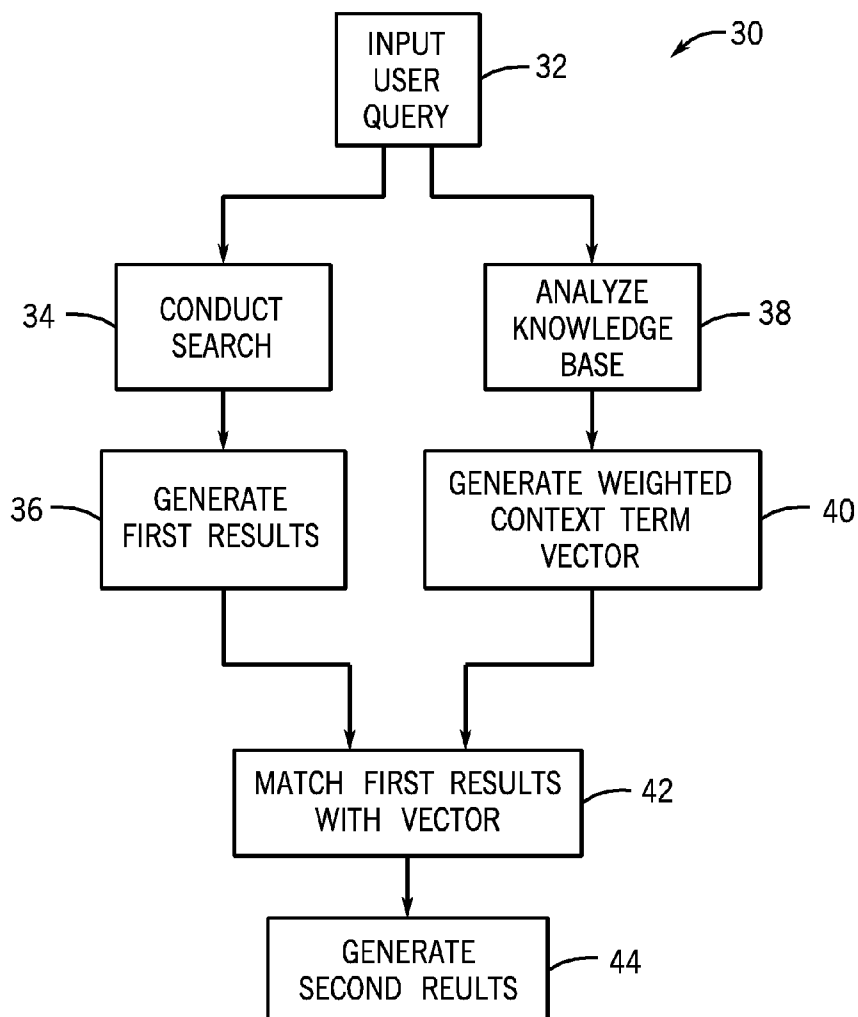 INPUT
USER
QUERY
32
30
34
CONDUCT
SEARCH
ANALYZE
KNOWLEDGE
BASE
38
36
GENERATE
FIRST RESULTS
GENERATE WEIGHTED
CONTEXT TERM
VECTOR
40
MATCH FIRST RESULTS
WITH VECTOR
42
GENERATE
SECOND REULTS
44